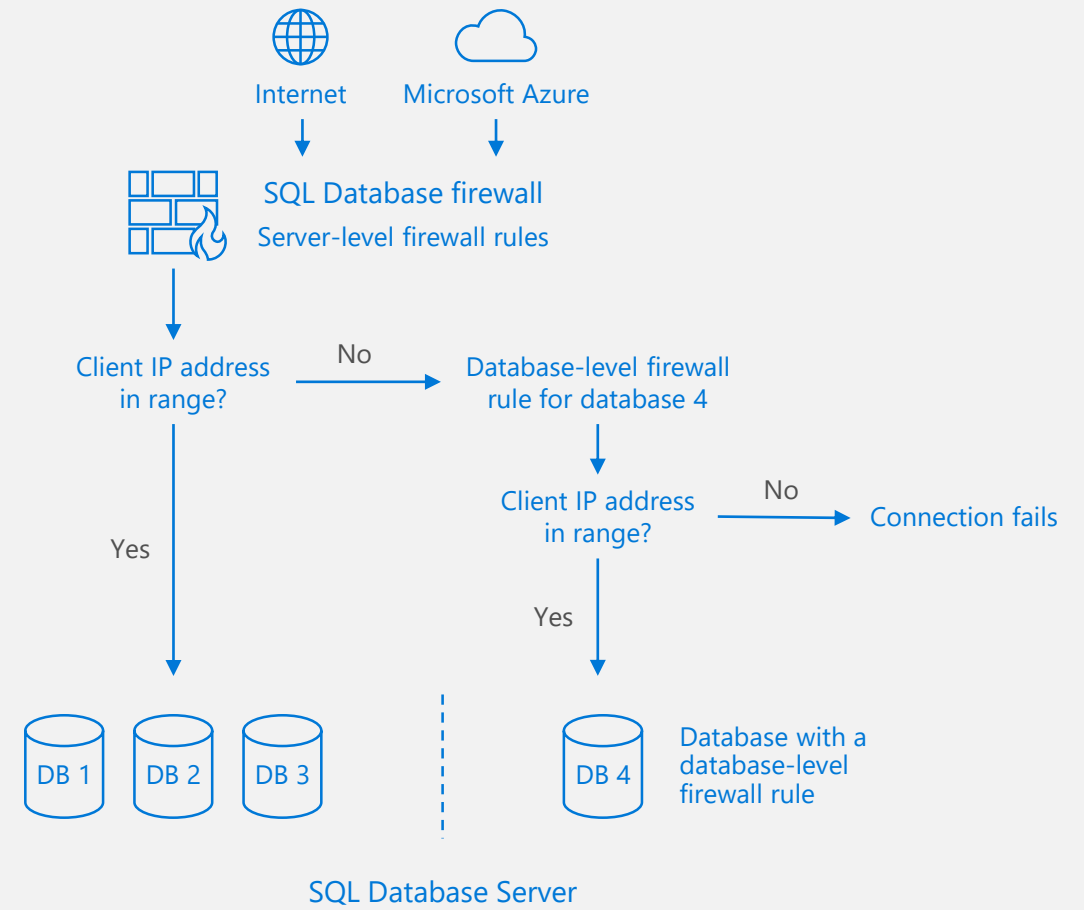 Internet
Microsoft Azure
SQL Database firewall
Server-level firewall rules
Client IP address
in range?
No
Database-level firewall
rule for database 4
Client IP address
in range?
No
Connection fails
Yes
Yes
DB 1
DB 2
DB 3
DB 4
Database with a
database-level
firewall rule
SQL Database Server